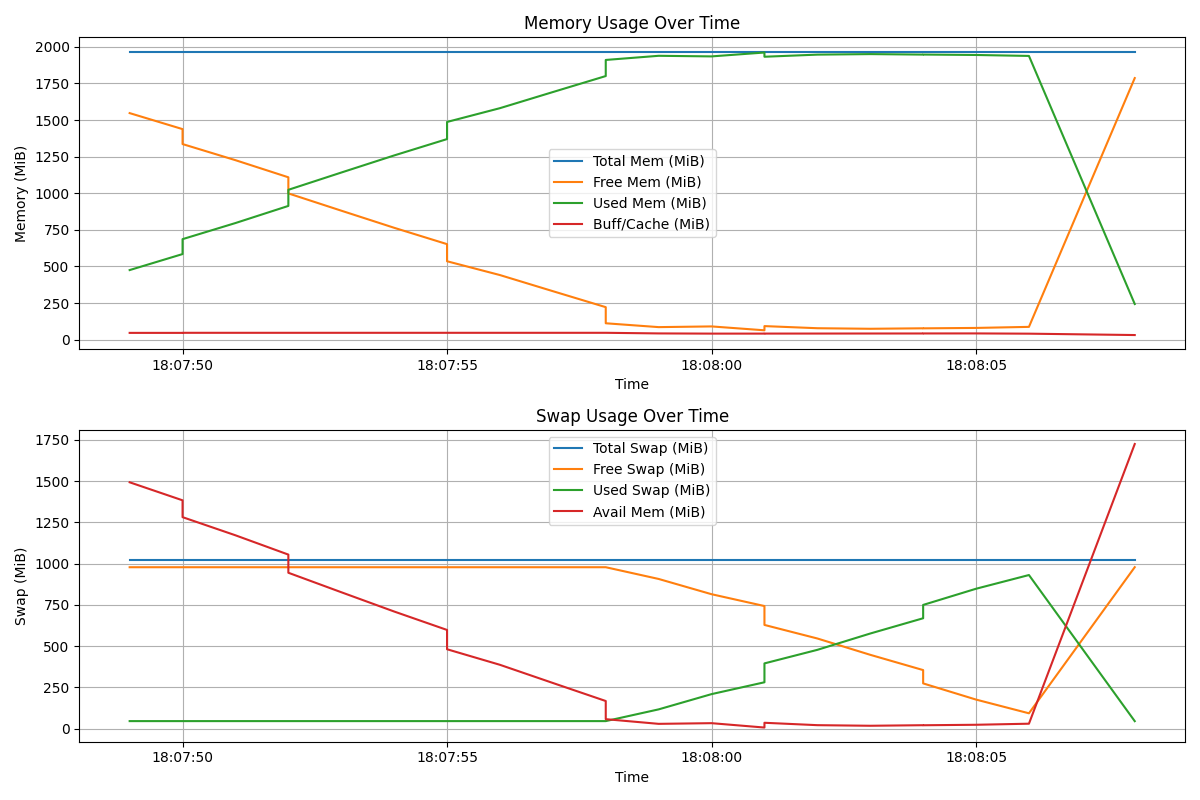 Memory Usage Over Time
Memory (MiB)
2000
1750
1500
1250
1000
750
500
250
0
Total Mem (MiB)
Free Mem (MiB)
Used Mem (MiB)
Buff/Cache (MiB)
18:07:50 18:07:55 18:08:00 18:08:05
Time
Swap Usage Over Time
Swap (MiB)
1750
1500
1250
1000
750
500
250
0
Total Swap (MiB)
Free Swap (MiB)
Used Swap (MiB)
Avail Mem (MiB)
18:07:50 18:07:55 18:08:00 18:08:05
Time